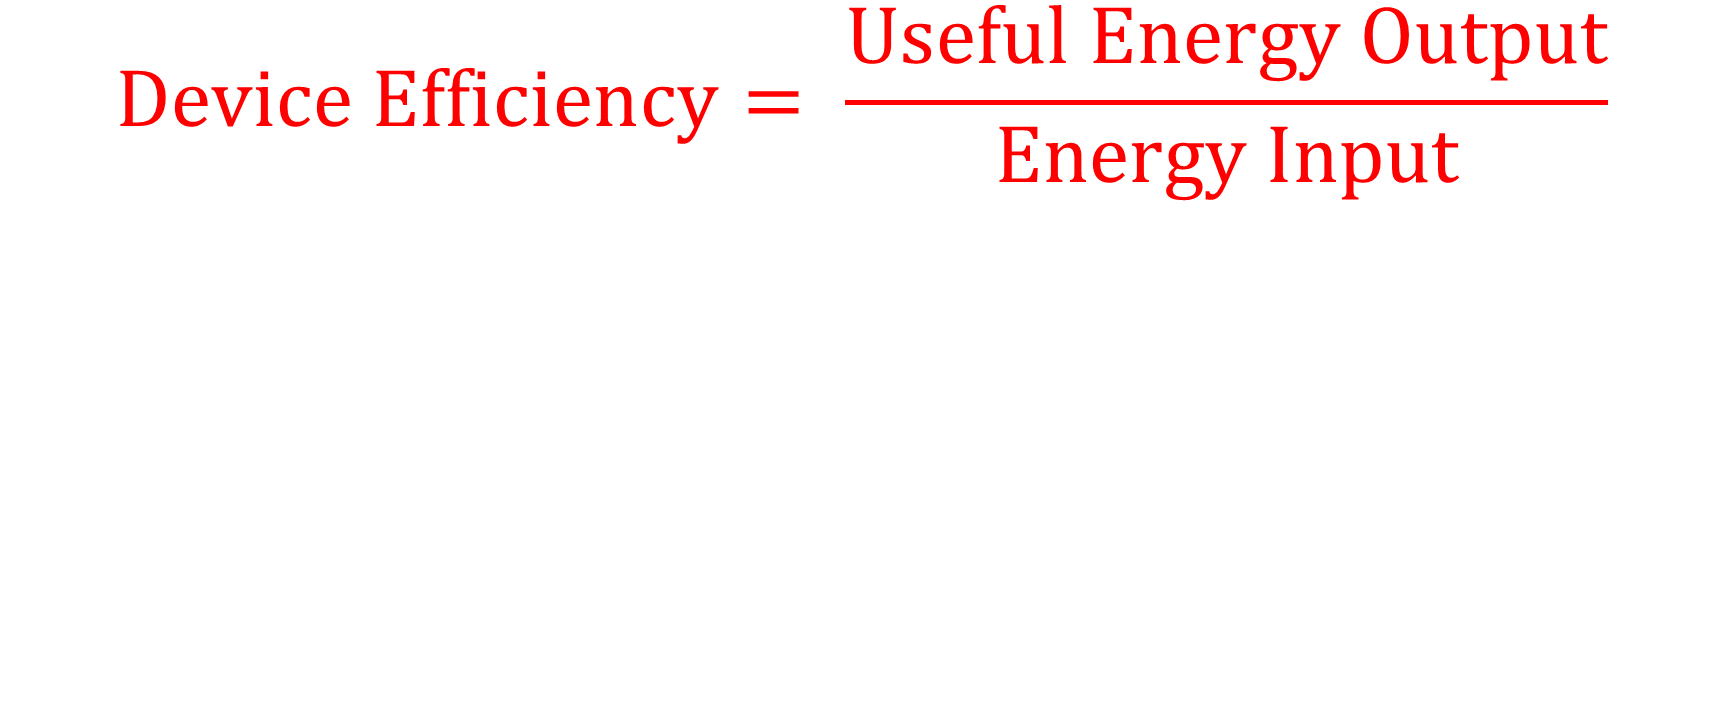 Device Efficiency = Useful Energy Output
Energy Input